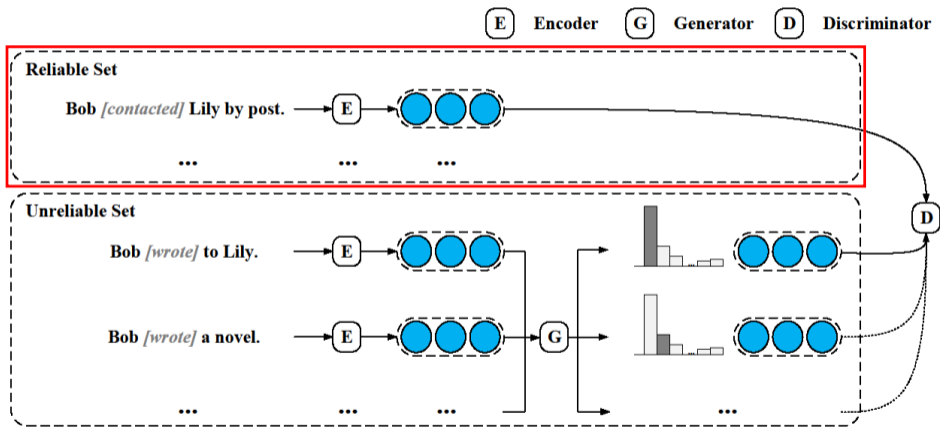 E Encoder G Generator D Discriminator
Reliable Set
Bob [contacted] Lily by post. E
... ... ...
D
Unreliable Set
Bob [wrote] to Lily. E ...
Bob [wrote] a novel. E G ...
... ... ...